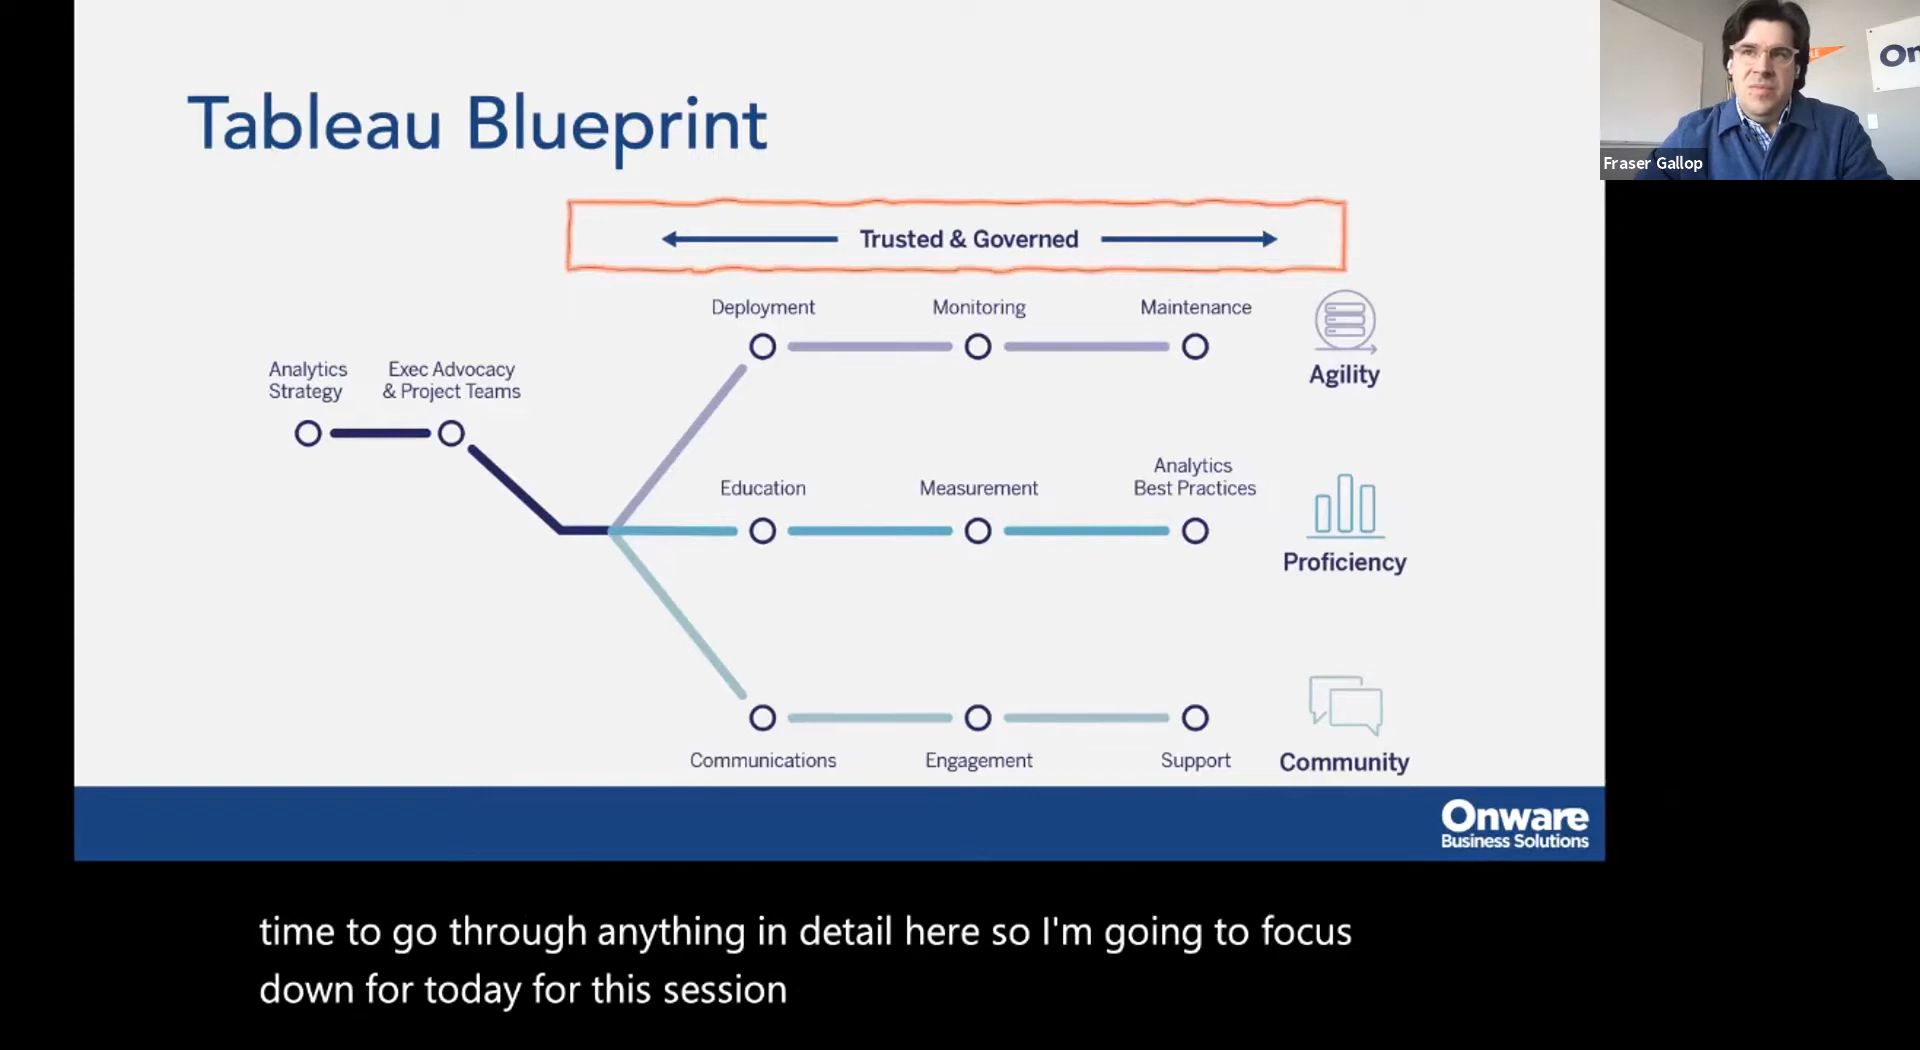 Tableau Blueprint
Fraser Gallop
On
Trusted & Governed
Deployment
Monitoring
Maintenance
Agility
Analytics
Strategy
Exec Advocacy
& Project Teams
Education
Measurement
Analytics
Best Practices
Proficiency
Communications
Engagement
Support
Community
Onware
Business Solutions
time to go through anything in detail here so I'm going to focus
down for today for this session